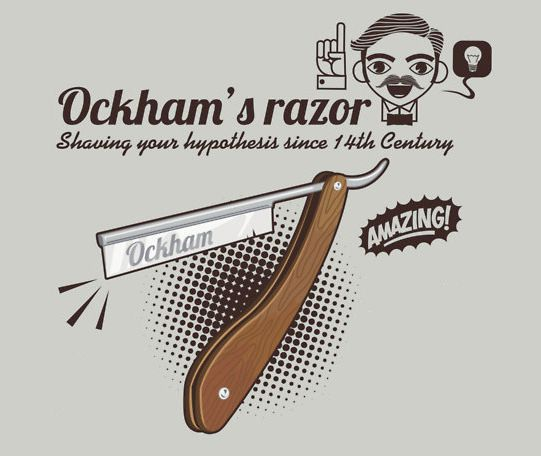 Ockham's razor
Shaving your hypothesis since 14th Century
Ockham
AMAZING!